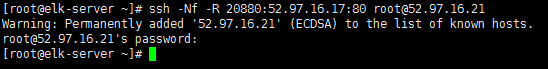 [root@elk-server ~]# ssh -Nf -R 20880:52.97.16.17:80 root@52.97.16.21
Warning: Permanently added '52.97.16.21' (ECDSA) to the list of known hosts.
root@52.97.16.21's password:
[root@elk-server ~]#